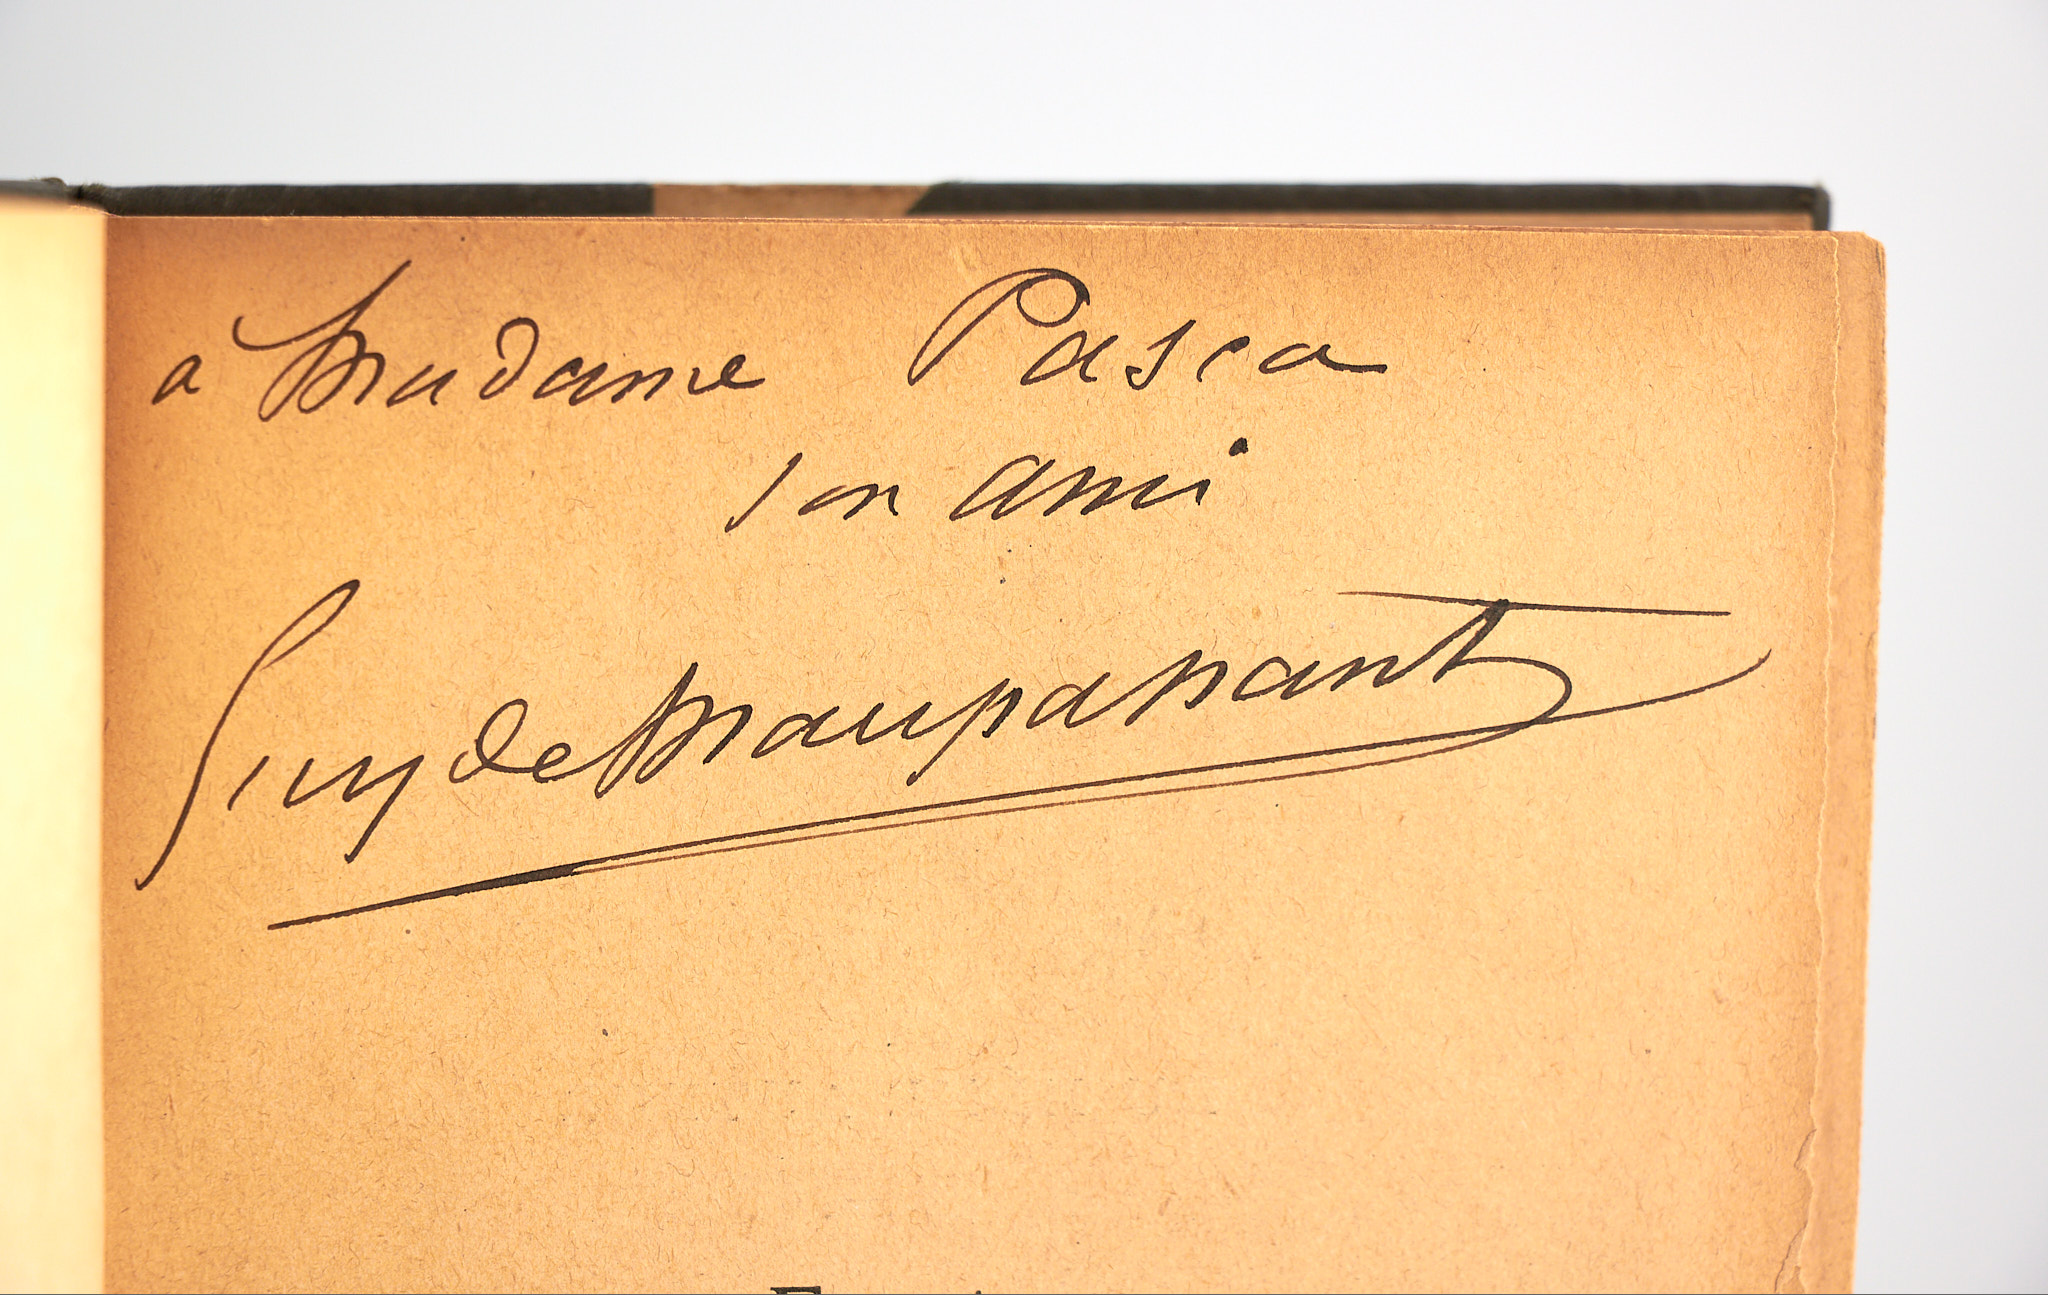 a Madame Pasca
son ami
Guy de Maupassant